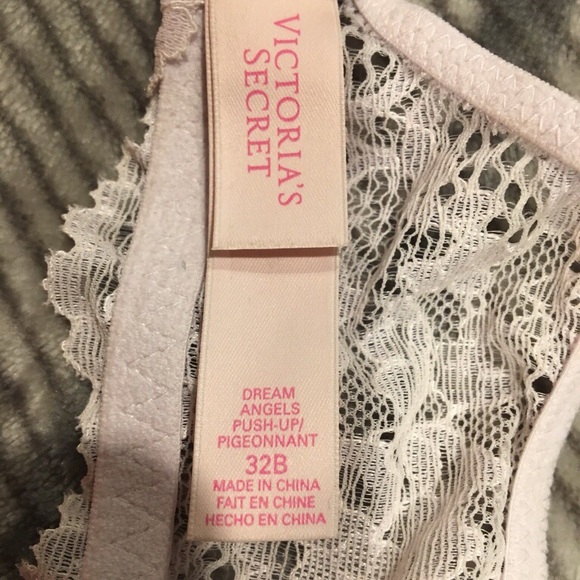 VICTORIA'S
SECRET
DREAM
ANGELS
PUSH-UP/
PIGEONNANT
32B
MADE IN CHINA
FAIT EN CHINE
HECHO EN CHINA